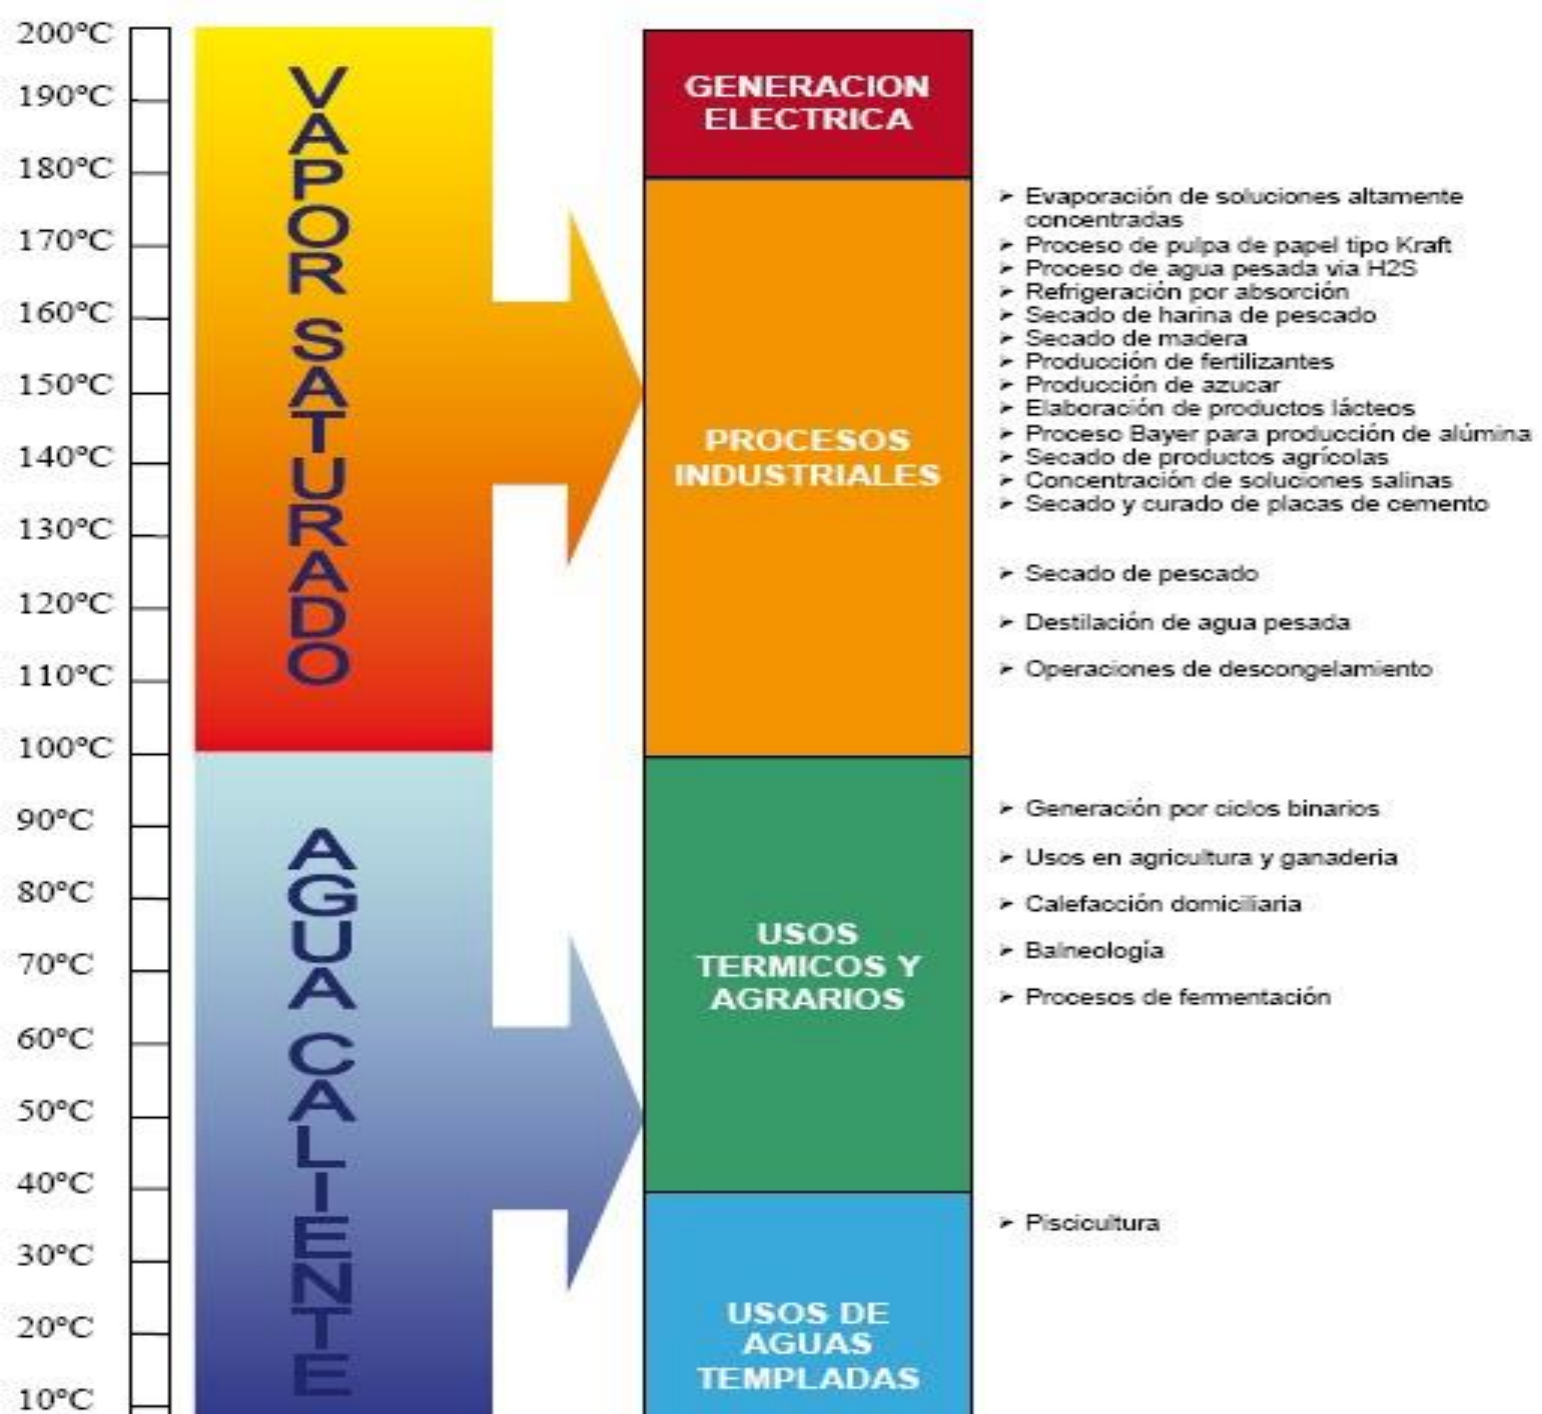 200°C
190°C
180°C
170°C
160°C
150°C
140°C
130°C
120°C
110°C
100°C
90°C
80°C
70°C
60°C
50°C
40°C
30°C
20°C
10°C
VAPOR SATURADO
AGUA CALIENTE
GENERACION
ELECTRICA
PROCESOS
INDUSTRIALES
USOS
TERMICOS Y
AGRARIOS
USOS DE
AGUAS
TEMPLADAS
➢ Evaporación de soluciones altamente
concentradas
➢ Proceso de pulpa de papel tipo Kraft
➢ Proceso de agua pesada via H2S
➢ Refrigeración por absorción
➢ Secado de harina de pescado
➢ Secado de madera
➢ Producción de fertilizantes
➢ Producción de azucar
➢ Elaboración de productos lácteos
➢ Proceso Bayer para producción de alúmina
➢ Secado de productos agrícolas
➢ Concentración de soluciones salinas
➢ Secado y curado de placas de cemento
➢ Secado de pescado
➢ Destilación de agua pesada
➢ Operaciones de descongelamiento
➢ Generación por ciclos binarios
➢ Usos en agricultura y ganaderia
➢ Calefacción domiciliaria
➢ Balneología
➢ Procesos de fermentación
➢ Piscicultura